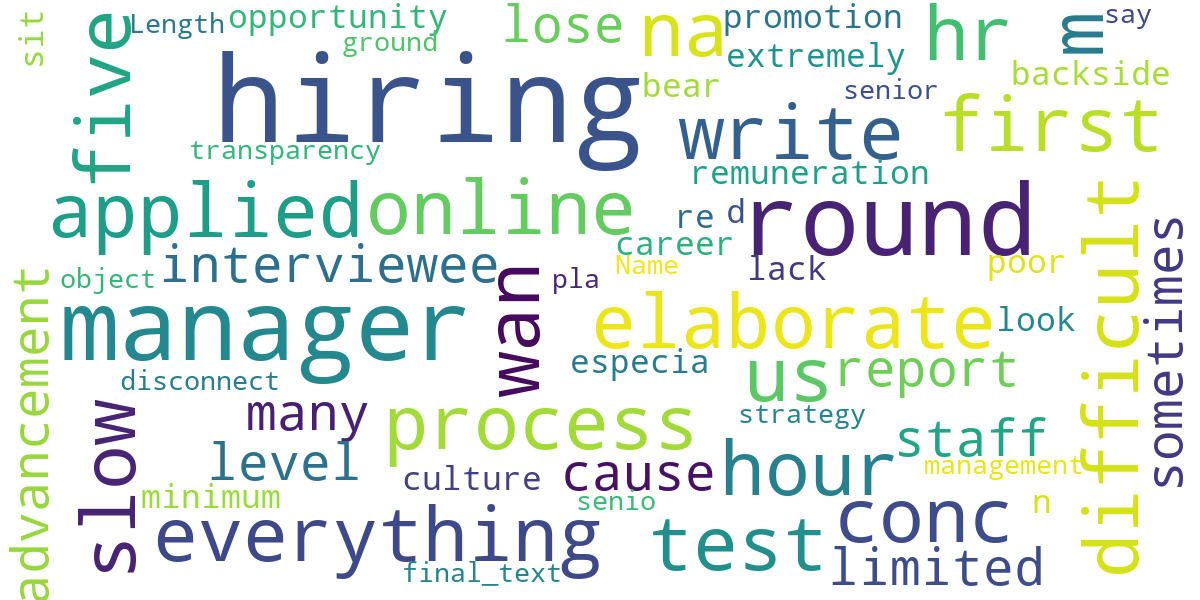 sit
five
Length
opportunity
ground
lose
na
promotion
extremely
hr
m
say
backside
hiring
bear
senior
write
first
transparency
remuneration
applied
online
re
d
round
career
difficult
sometimes
object
interviewee
wan
pla
Name
lack
poor
advancement
manager
elaborate
look
disconnect
especia
us
report
slow
many
process
strategy
staff
level
culture
cause
hour
management
minimum
senio
conc
n
everything
test
limited
final_text